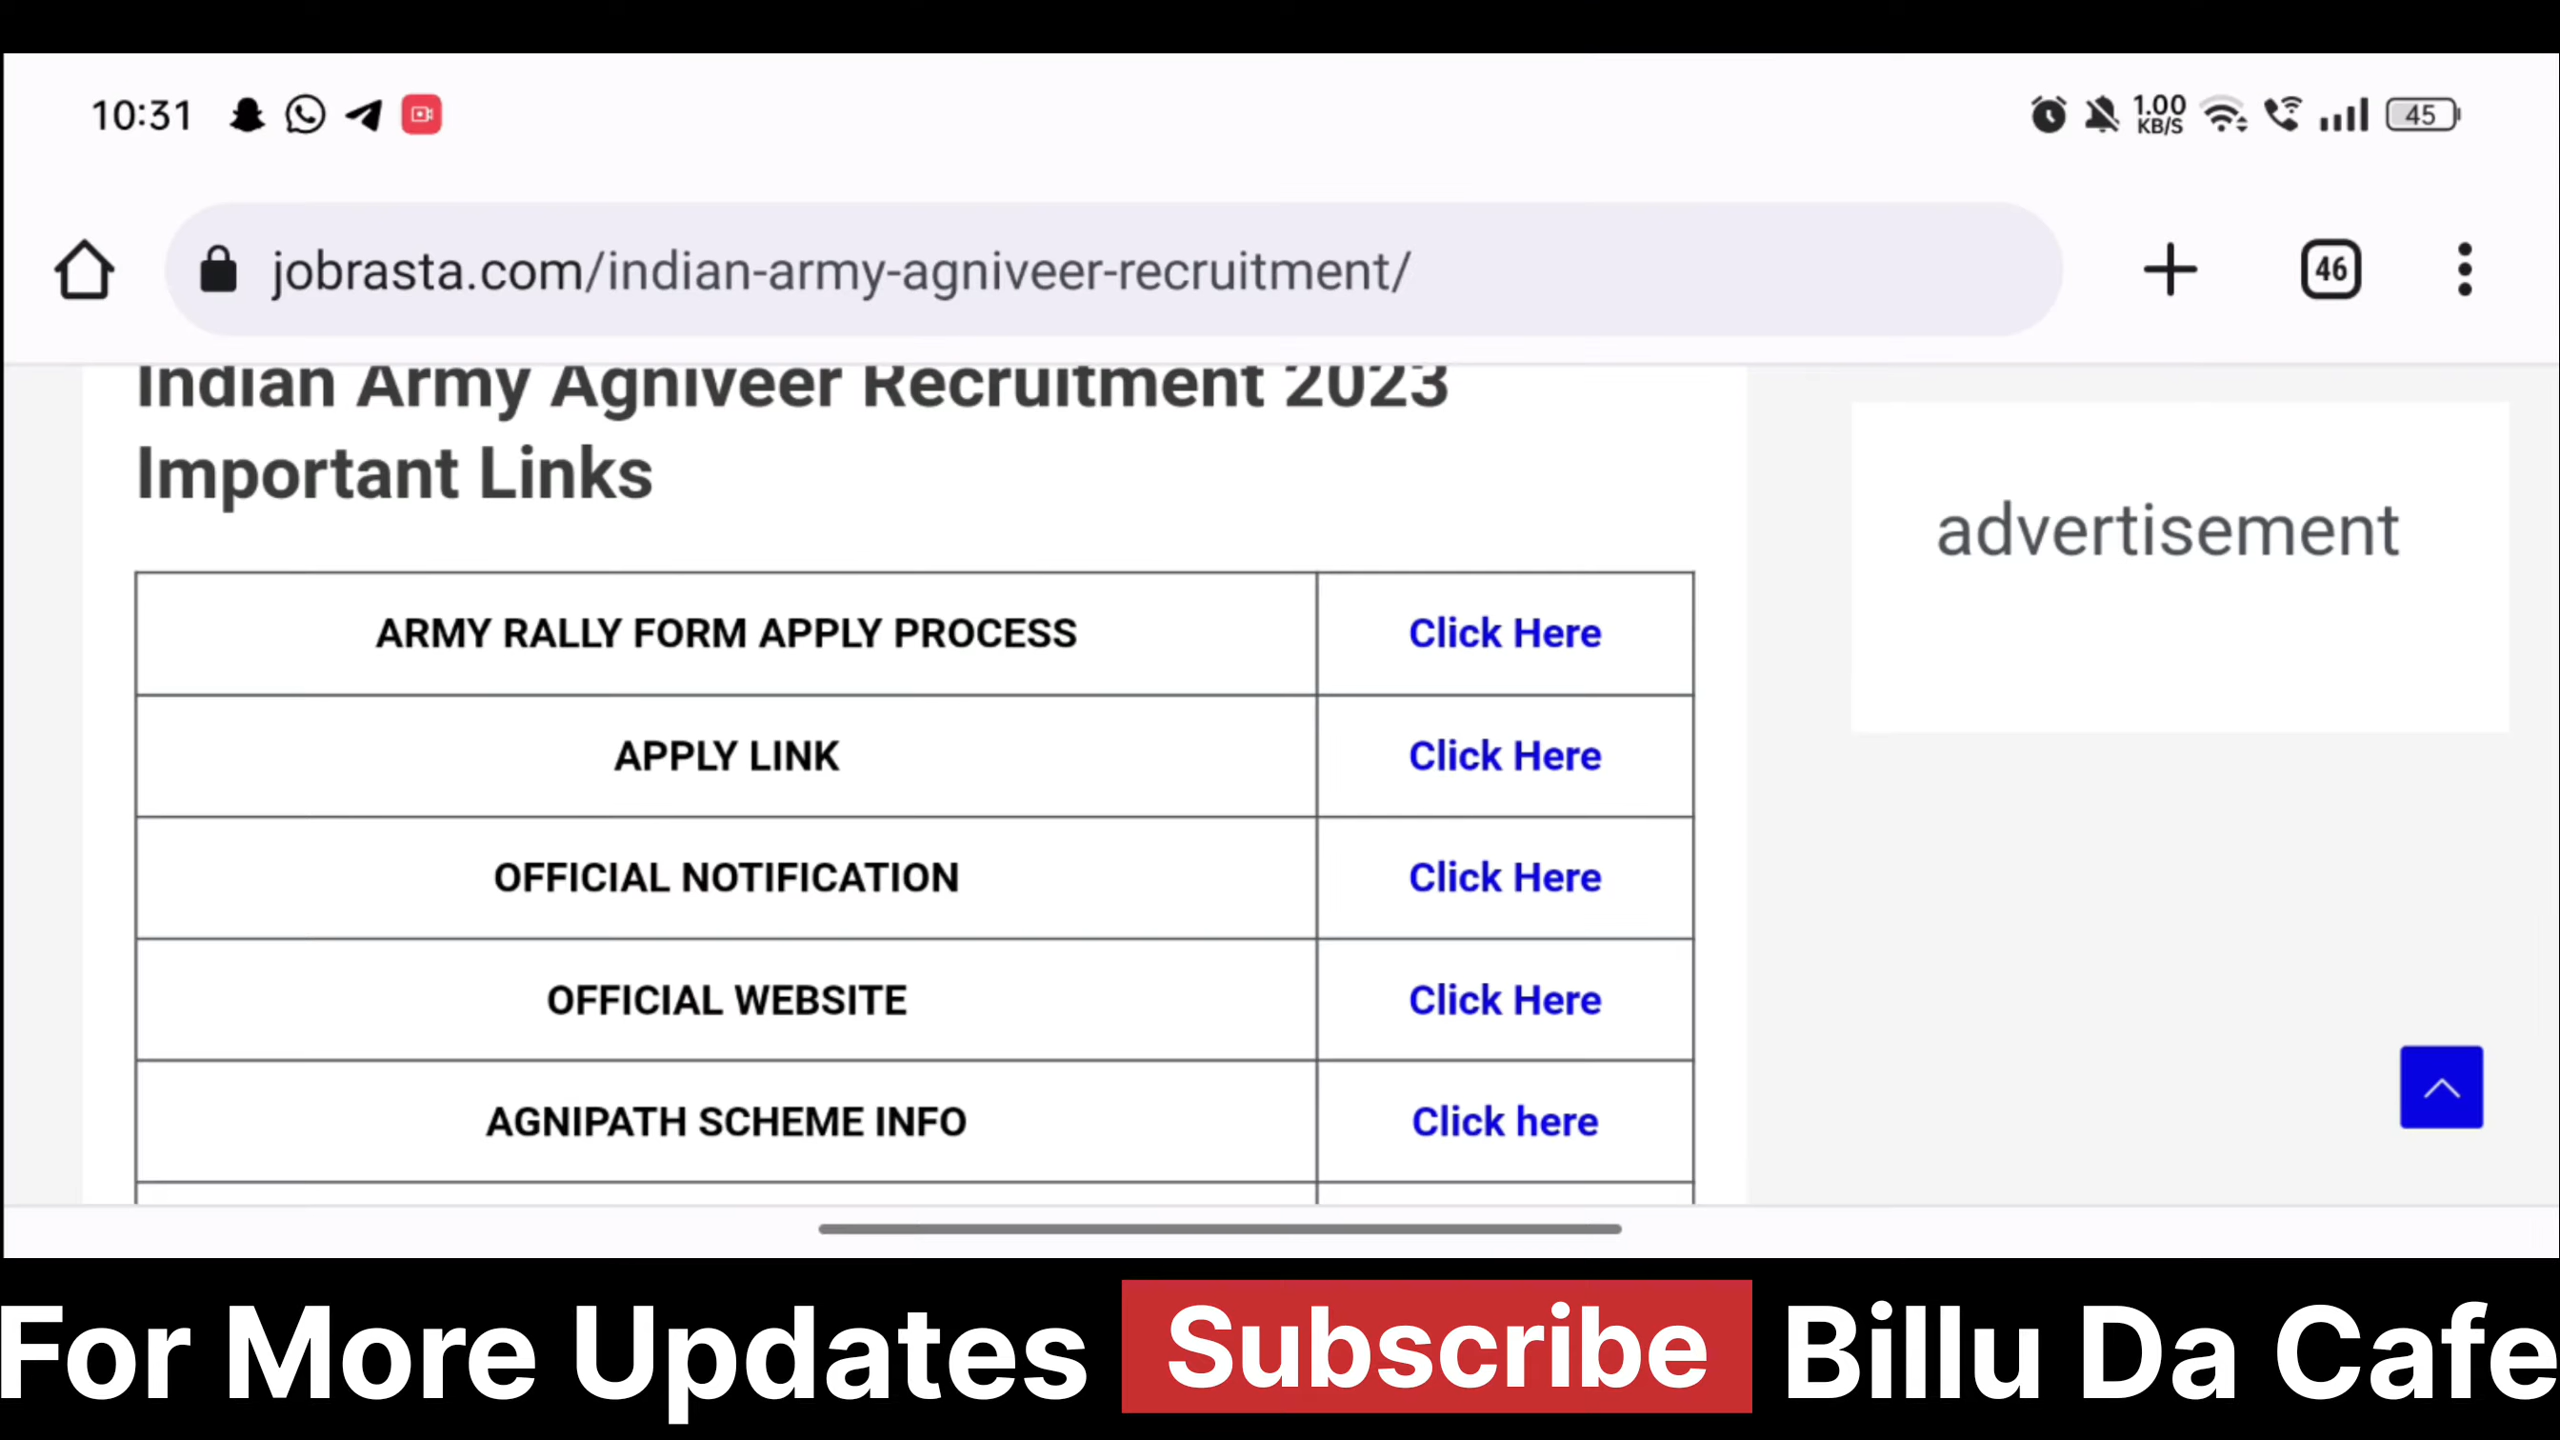 10:31
1.00
KB/S
45
jobrasta.com/indian-army-agniveer-recruitment/
46
Indian Army Agniveer Recruitment 2023
Important Links
advertisement
ARMY RALLY FORM APPLY PROCESS Click Here
APPLY LINK Click Here
OFFICIAL NOTIFICATION Click Here
OFFICIAL WEBSITE Click Here
AGNIPATH SCHEME INFO Click here
For More Updates Subscribe Billu Da Cafe